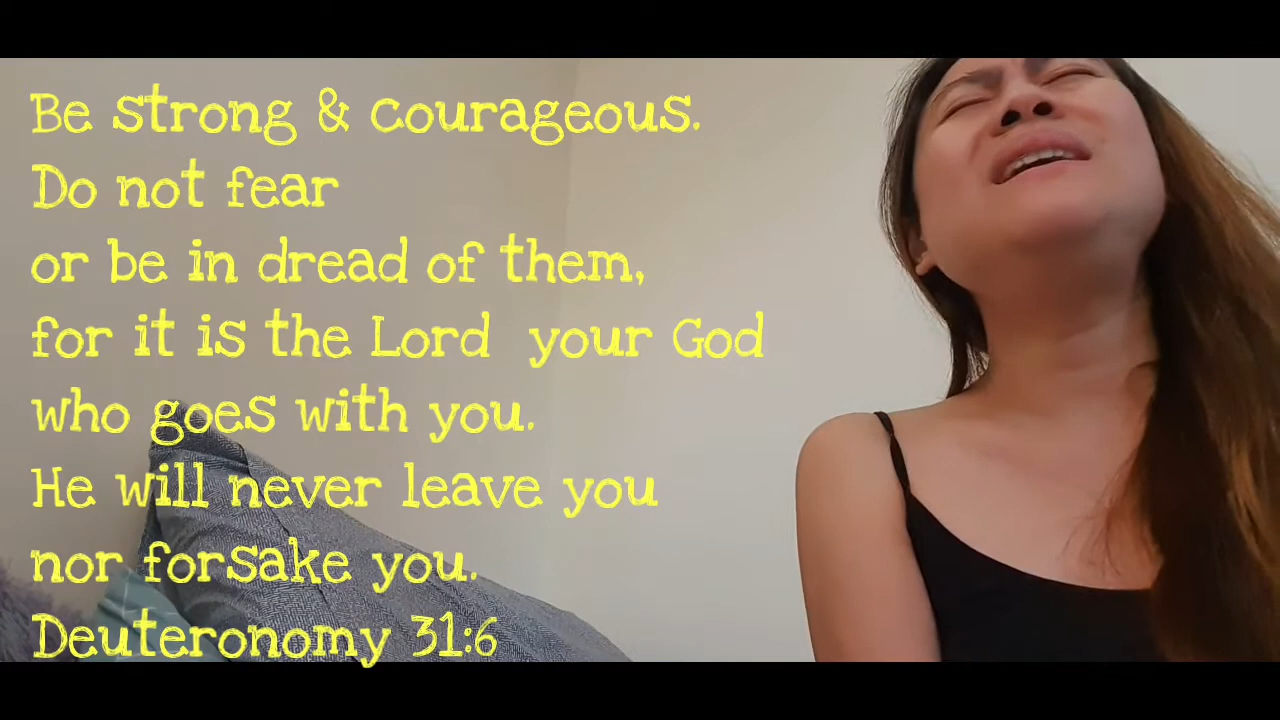 Be strong & courageous.
Do not fear
or be in dread of them,
for it is the Lord your God
who goes with you.
He will never leave you
nor forsake you.
Deuteronomy 31:6